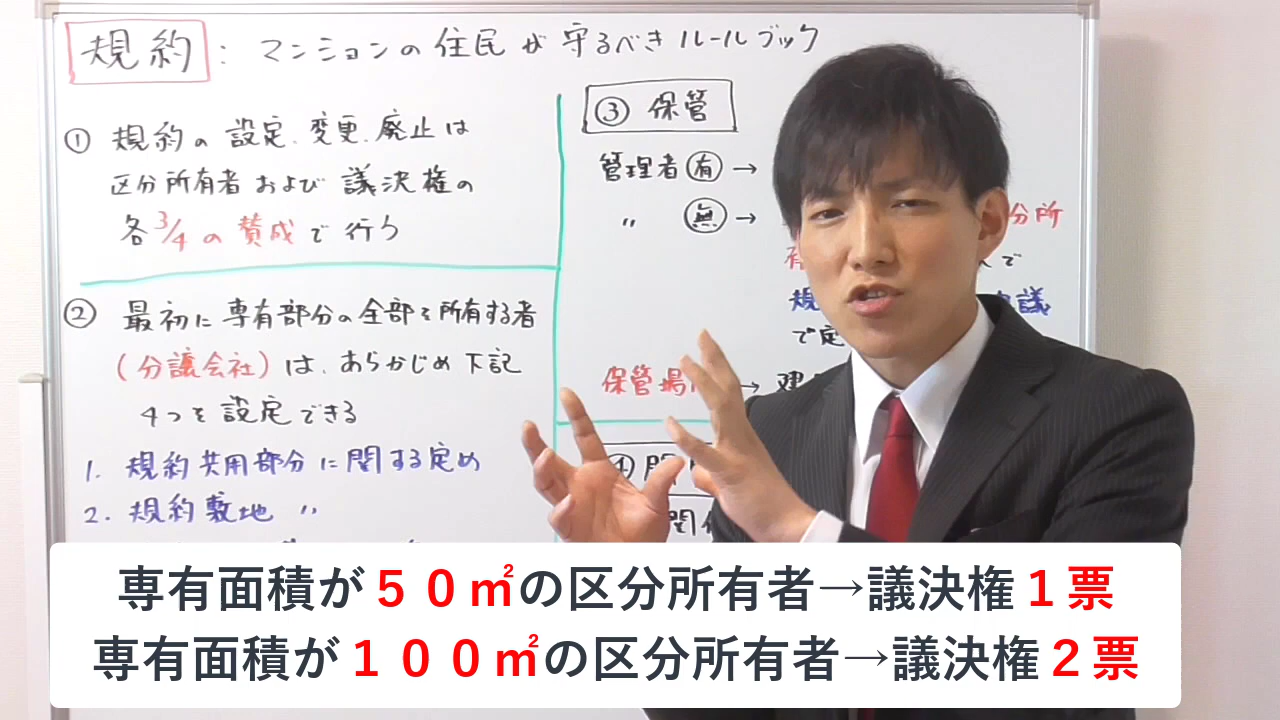 規約 : マンションの住民が守るべきルールブック
① 規約の設定、変更、廃止は
区分所有者および議決権の
各3/4の賛成で行う
② 最初に専有部分の全部を所有する者
(分譲会社)は、あらかじめ下記
4つを設定できる
1. 規約共用部分に関する定め
2. 規約敷地 〃
③ 保管
管理者有→
〃 無→
分所
で
規
議
で定
保管場
→ 建
④
関
専有面積が５０㎡の区分所有者→議決権１票
専有面積が１００㎡の区分所有者→議決権２票